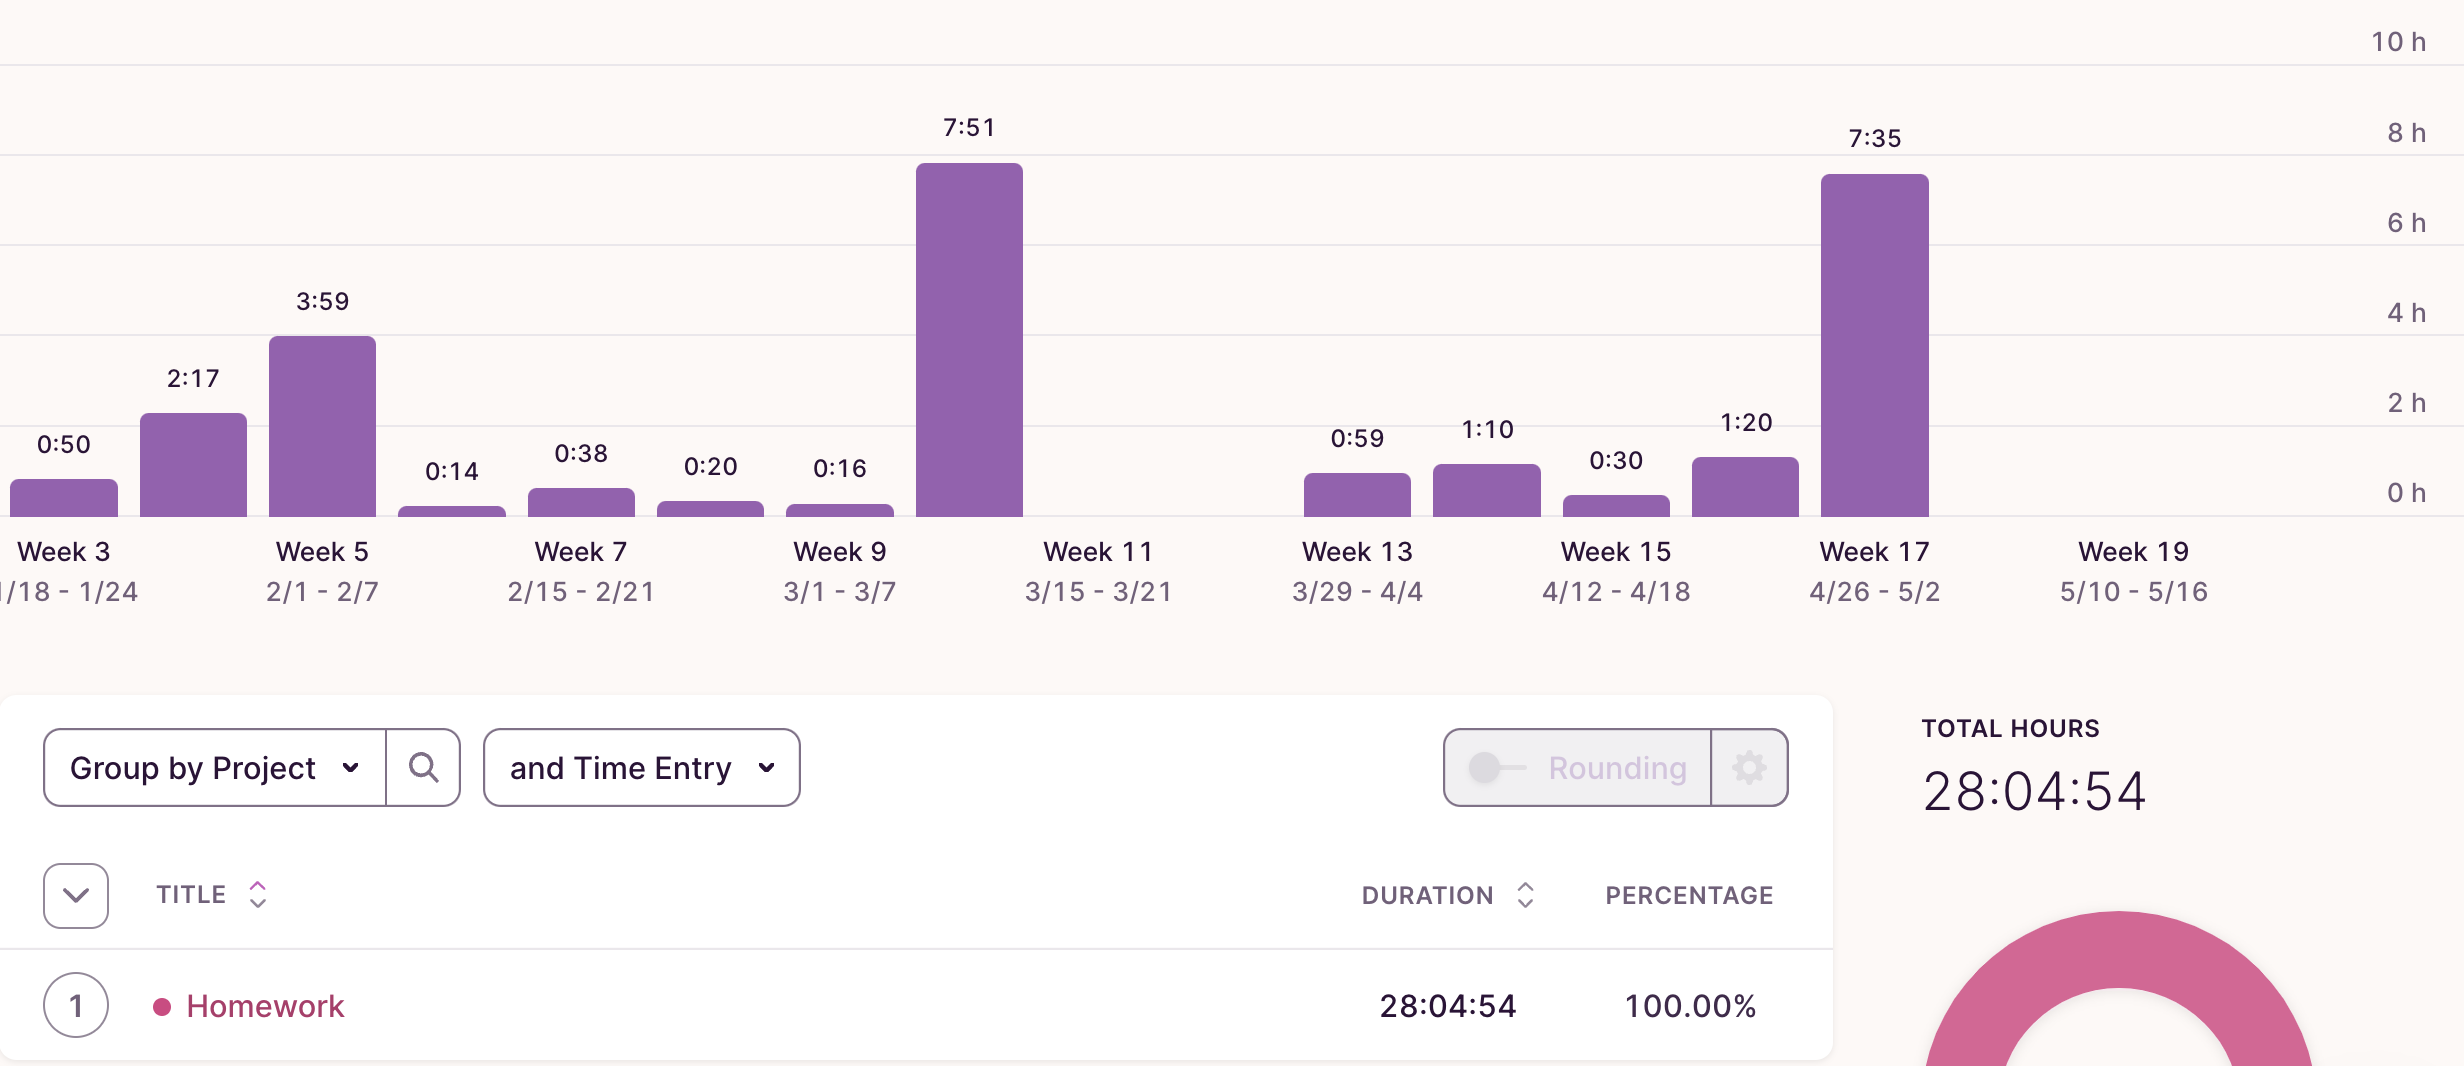 10 h
8 h
6 h
4 h
2 h
0 h
0:50
2:17
3:59
0:14
0:38
0:20
0:16
7:51
0:59
1:10
0:30
1:20
7:35
Week 3
/18 - 1/24
Week 5
2/1 - 2/7
Week 7
2/15 - 2/21
Week 9
3/1 - 3/7
Week 11
3/15 - 3/21
Week 13
3/29 - 4/4
Week 15
4/12 - 4/18
Week 17
4/26 - 5/2
Week 19
5/10 - 5/16
Group by Project
and Time Entry
Rounding
TITLE DURATION PERCENTAGE
1 Homework 28:04:54 100.00%
TOTAL HOURS
28:04:54